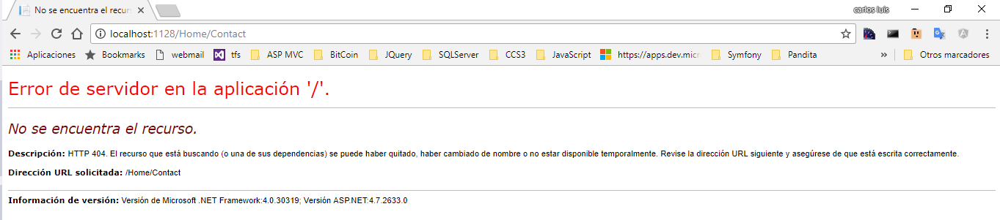 No se encuentra el recurs
carlos luis
localhost:1128/Home/Contact
Aplicaciones Bookmarks webmail tfs ASP MVC BitCoin JQuery SQLServer CCS3 JavaScript https://apps.dev.micr Symfony Pandita » Otros marcadores
Error de servidor en la aplicación '/'.
No se encuentra el recurso.
Descripción: HTTP 404. El recurso que está buscando (o una de sus dependencias) se puede haber quitado, haber cambiado de nombre o no estar disponible temporalmente. Revise la dirección URL siguiente y asegúrese de que está escrita correctamente.
Dirección URL solicitada: /Home/Contact
Información de versión: Versión de Microsoft .NET Framework:4.0.30319; Versión ASP.NET:4.7.2633.0